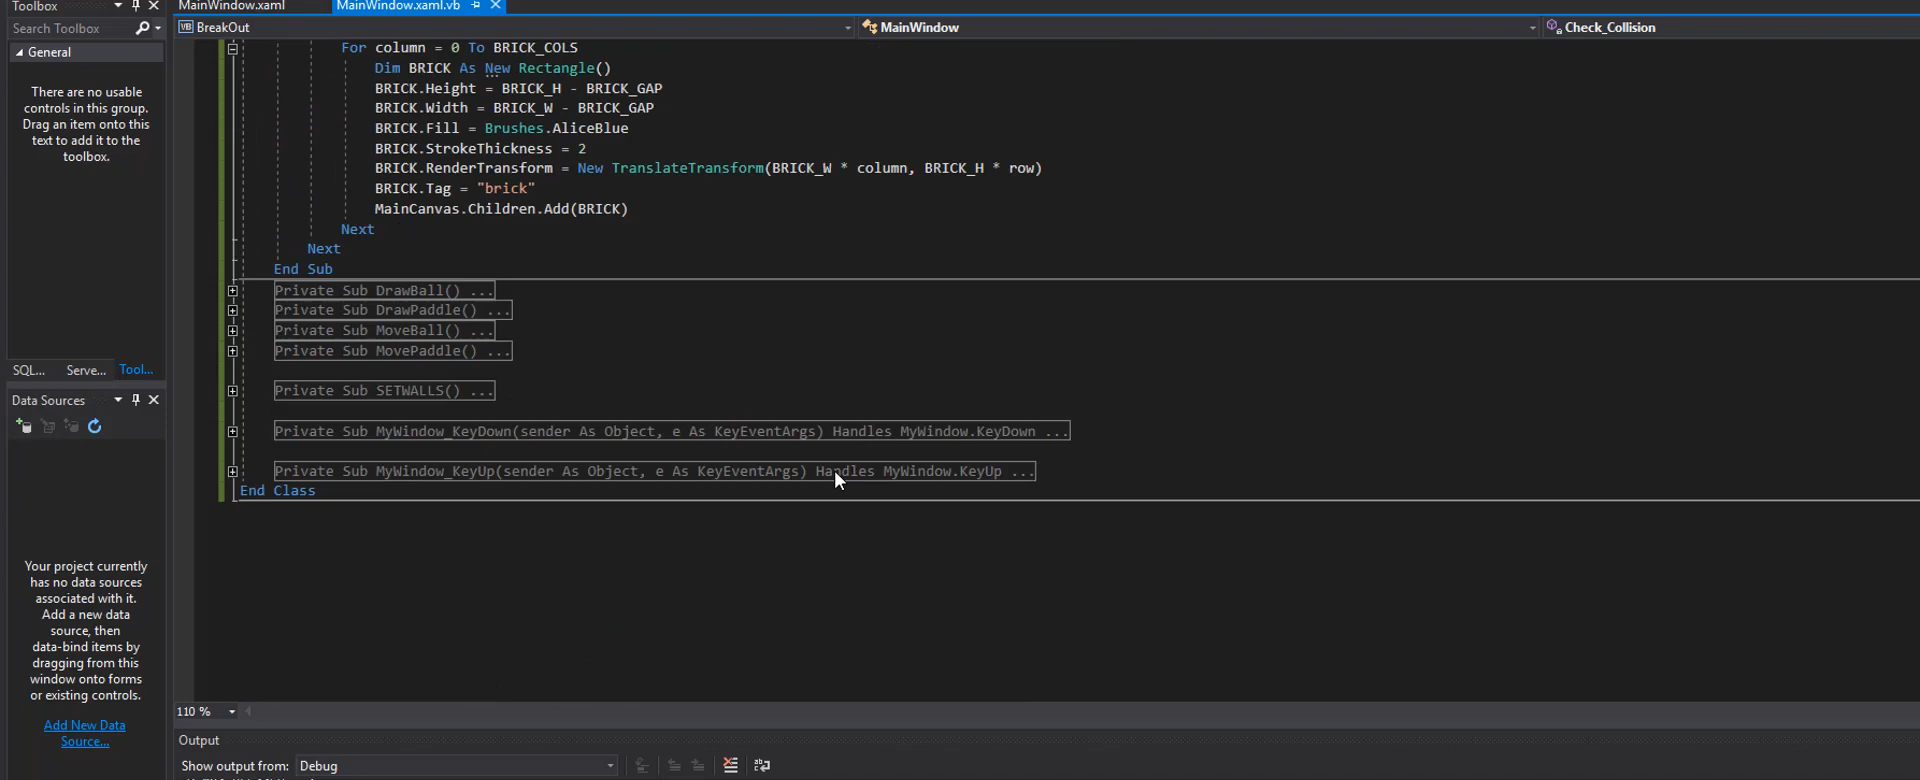 Toolbox
MainWindow.xaml
MainWindow.xaml.vb
Search Toolbox
VB BreakOut
MainWindow
Check_Collision
General
There are no usable
controls in this group.
Drag an item onto this
text to add it to the
toolbox.
For column = 0 To BRICK_COLS
Dim BRICK As New Rectangle()
BRICK.Height = BRICK_H - BRICK_GAP
BRICK.Width = BRICK_W - BRICK_GAP
BRICK.Fill = Brushes.AliceBlue
BRICK.StrokeThickness = 2
BRICK.RenderTransform = New TranslateTransform(BRICK_W * column, BRICK_H * row)
BRICK.Tag = "brick"
MainCanvas.Children.Add(BRICK)
Next
Next
End Sub
Private Sub DrawBall() ...
Private Sub DrawPaddle() ...
Private Sub MoveBall() ...
Private Sub MovePaddle() ...
Private Sub SETWALLS() ...
Private Sub MyWindow_KeyDown(sender As Object, e As KeyEventArgs) Handles MyWindow.KeyDown ...
Private Sub MyWindow_KeyUp(sender As Object, e As KeyEventArgs) Handles MyWindow.KeyUp ...
End Class
SQL... Serve... Tool...
Data Sources
Your project currently
has no data sources
associated with it.
Add a new data
source, then
data-bind items by
dragging from this
window onto forms
or existing controls.
Add New Data
Source...
110 %
Output
Show output from: Debug